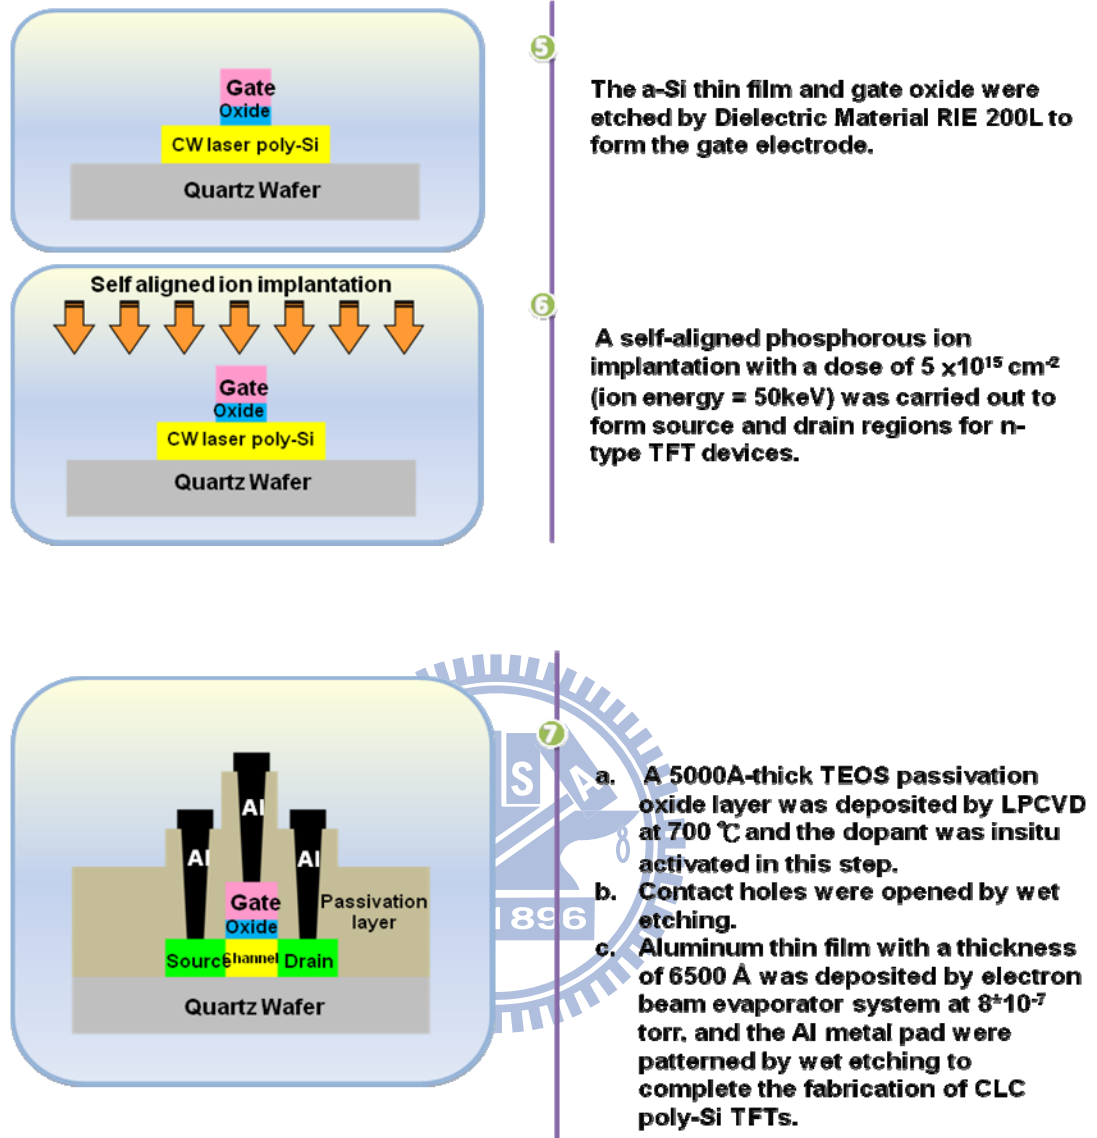 Gate
Oxide
CW laser poly-Si
Quartz Wafer
5
The a-Si thin film and gate oxide were
etched by Dielectric Material RIE 200L to
form the gate electrode.
Self aligned ion implantation
Gate
Oxide
CW laser poly-Si
Quartz Wafer
6
A self-aligned phosphorous ion
implantation with a dose of 5 x10¹⁵ cm⁻²
(ion energy = 50keV) was carried out to
form source and drain regions for n-
type TFT devices.
Al
Al
Al
Gate
Oxide
Passivation
layer
Source
Channel
Drain
Quartz Wafer
7
S A
1896
a. A 5000Å-thick TEOS passivation
oxide layer was deposited by LPCVD
at 700 ℃ and the dopant was insitu
activated in this step.
b. Contact holes were opened by wet
etching.
c. Aluminum thin film with a thickness
of 6500 Å was deposited by electron
beam evaporator system at 8*10⁻⁷
torr, and the Al metal pad were
patterned by wet etching to
complete the fabrication of CLC
poly-Si TFTs.